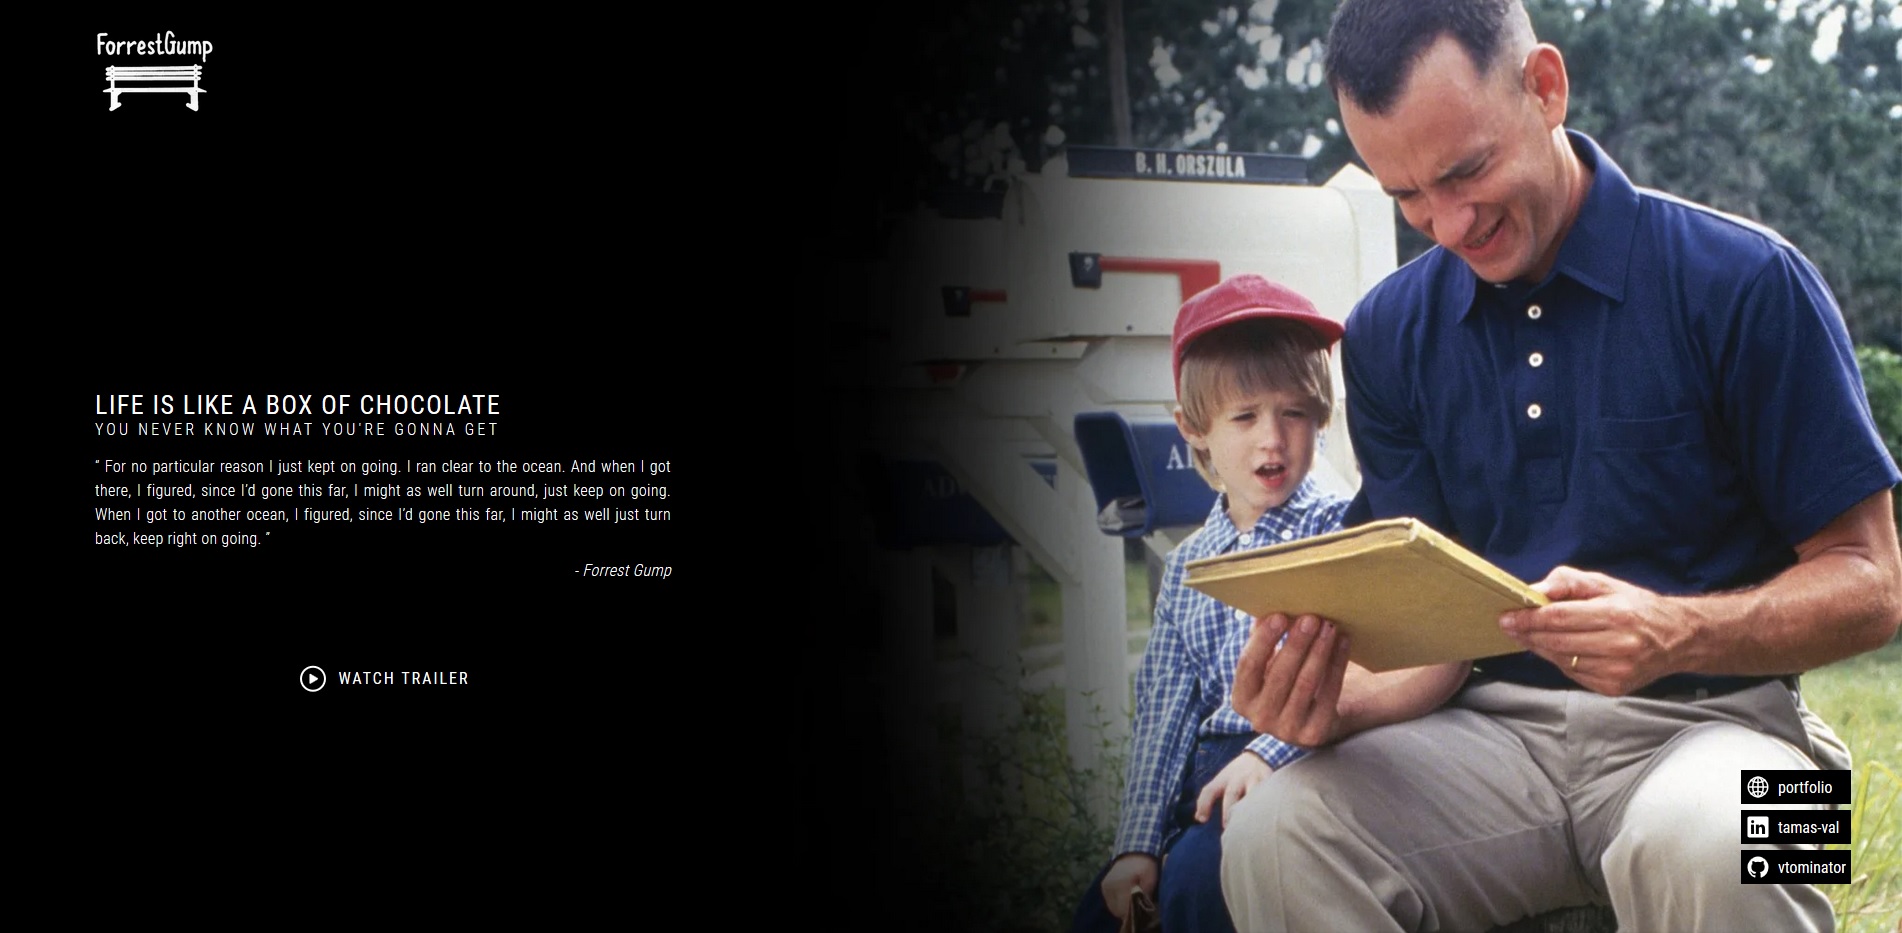 ForrestGump
B. H. ORSZULA
LIFE IS LIKE A BOX OF CHOCOLATE
YOU NEVER KNOW WHAT YOU'RE GONNA GET
“ For no particular reason I just kept on going. I ran clear to the ocean. And when I got
there, I figured, since I'd gone this far, I might as well turn around, just keep on going.
When I got to another ocean, I figured, since I'd gone this far, I might as well just turn
back, keep right on going. ”
- Forrest Gump
WATCH TRAILER
portfolio
tamas-val
vtominator